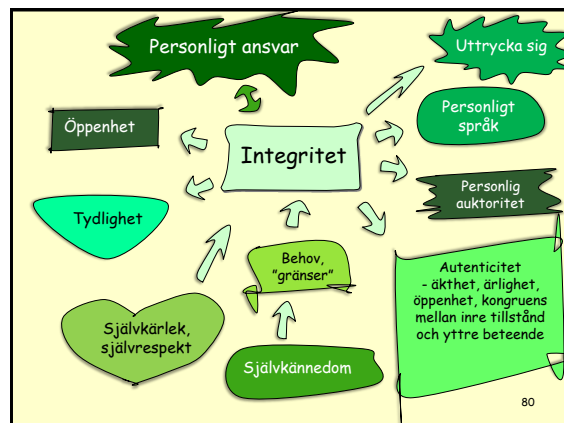 Personligt ansvar
Uttrycka sig
Öppenhet
Personligt
språk
Integritet
Personlig
auktoritet
Tydlighet
Behov,
”gränser”
Autenticitet
- äkthet, ärlighet,
öppenhet, kongruens
mellan inre tillstånd
och yttre beteende
Självkärlek,
självrespekt
Självkännedom
80